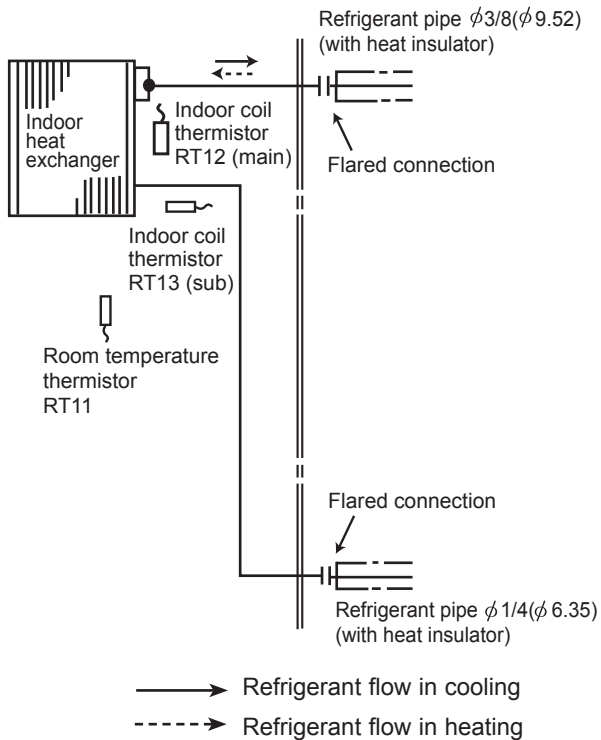 Refrigerant pipe ϕ3/8(ϕ9.52)
(with heat insulator)
Indoor
heat
exchanger
Indoor coil
thermistor
RT12 (main)
Flared connection
Indoor coil
thermistor
RT13 (sub)
Room temperature
thermistor
RT11
Flared connection
Refrigerant pipe ϕ1/4(ϕ6.35)
(with heat insulator)
Refrigerant flow in cooling
Refrigerant flow in heating